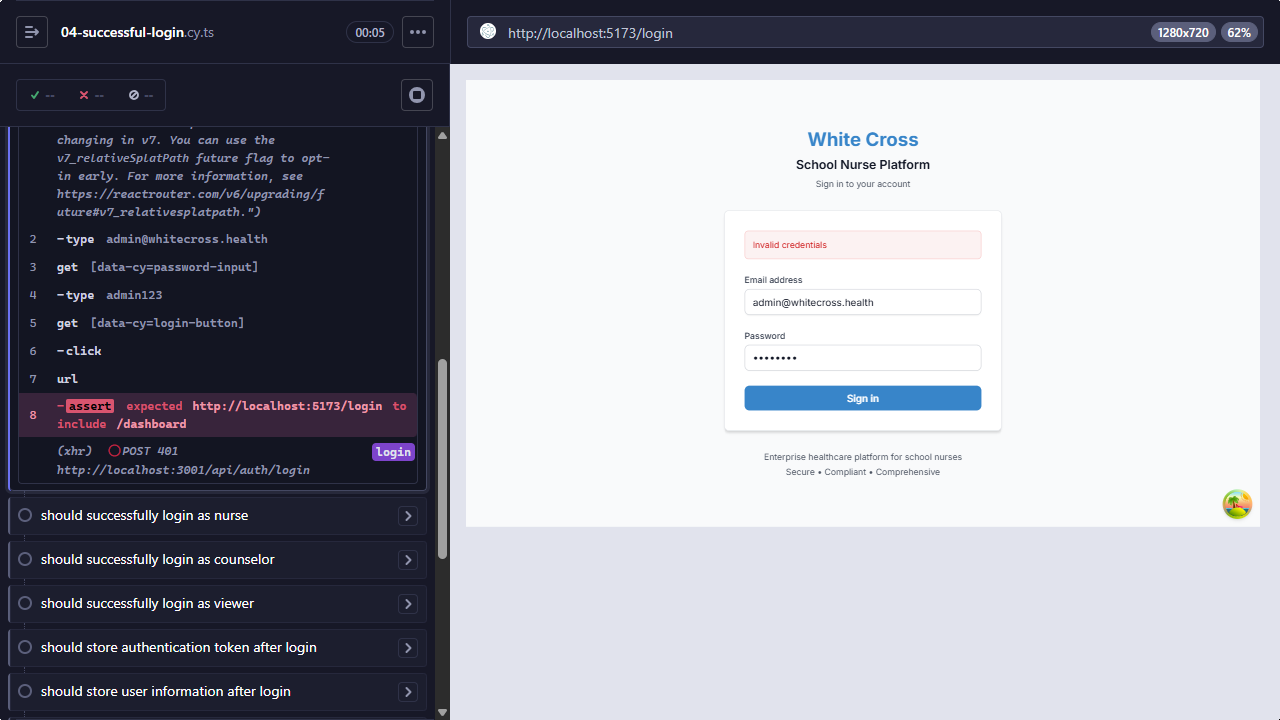 04-successful-login.cy.ts
00:05
--
--
--
changing in v7. You can use the
v7_relativeSplatPath future flag to opt-
in early. For more information, see
https://reactrouter.com/v6/upgrading/f
uture#v7_relativesplatpath.")
2 -type admin@whitecross.health
3 get [data-cy=password-input]
4 -type admin123
5 get [data-cy=login-button]
6 -click
7 url
8 -assert expected http://localhost:5173/login to
include /dashboard
(xhr) POST 401 login
http://localhost:3001/api/auth/login
should successfully login as nurse
should successfully login as counselor
should successfully login as viewer
should store authentication token after login
should store user information after login
http://localhost:5173/login
1280x720
62%
White Cross
School Nurse Platform
Sign in to your account
Invalid credentials
Email address
admin@whitecross.health
Password
••••••••
Sign in
Enterprise healthcare platform for school nurses
Secure • Compliant • Comprehensive